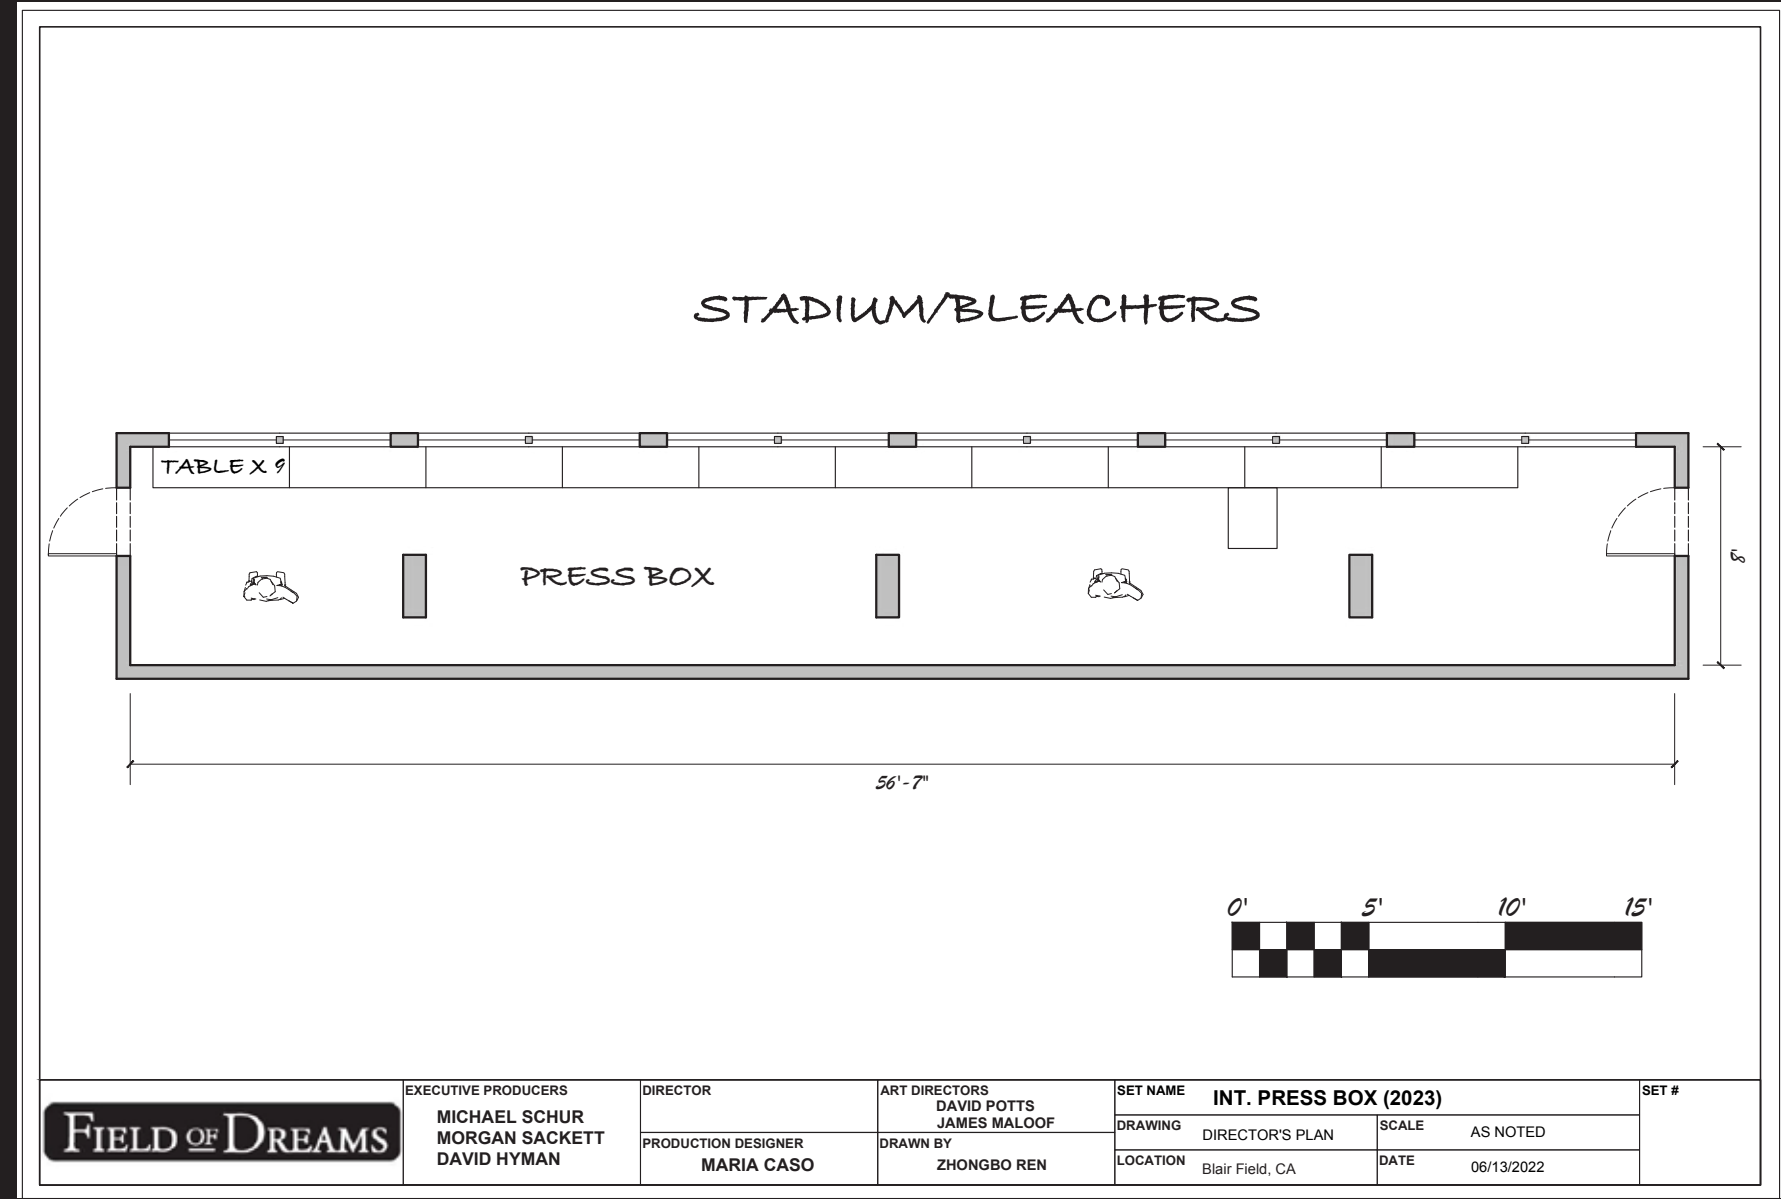 STADIUM/BLEACHERS
TABLE X 9
PRESS BOX
8'
56'-7"
0' 5' 10' 15'
FIELD OF DREAMS
EXECUTIVE PRODUCERS
MICHAEL SCHUR
MORGAN SACKETT
DAVID HYMAN
DIRECTOR
PRODUCTION DESIGNER
MARIA CASO
ART DIRECTORS
DAVID POTTS
JAMES MALOOF
DRAWN BY
ZHONGBO REN
SET NAME INT. PRESS BOX (2023)
DRAWING DIRECTOR'S PLAN
SCALE AS NOTED
LOCATION Blair Field, CA
DATE 06/13/2022
SET #